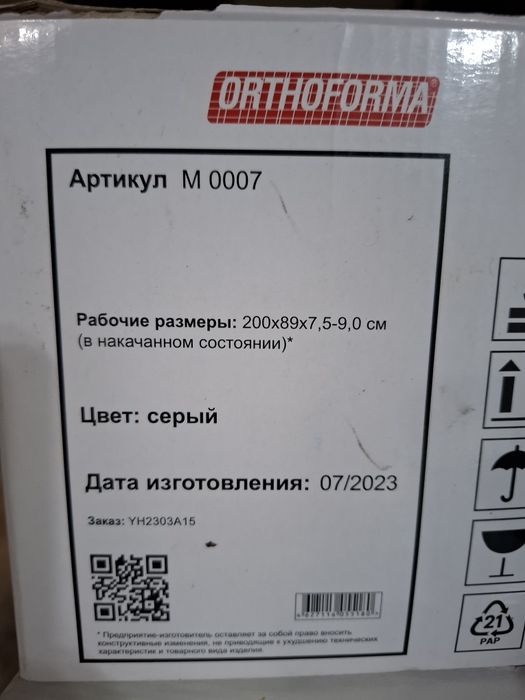 ORTHOFORMA
Артикул М 0007
Рабочие размеры: 200х89х7,5-9,0 см
(в накачанном состоянии)*
Цвет: серый
Дата изготовления: 07/2023
Заказ: YH2303A15
* Предприятие-изготовитель оставляет за собой право вносить
конструктивные изменения, не приводящие к ухудшению технических
характеристик и товарного вида изделия.
21
PAP